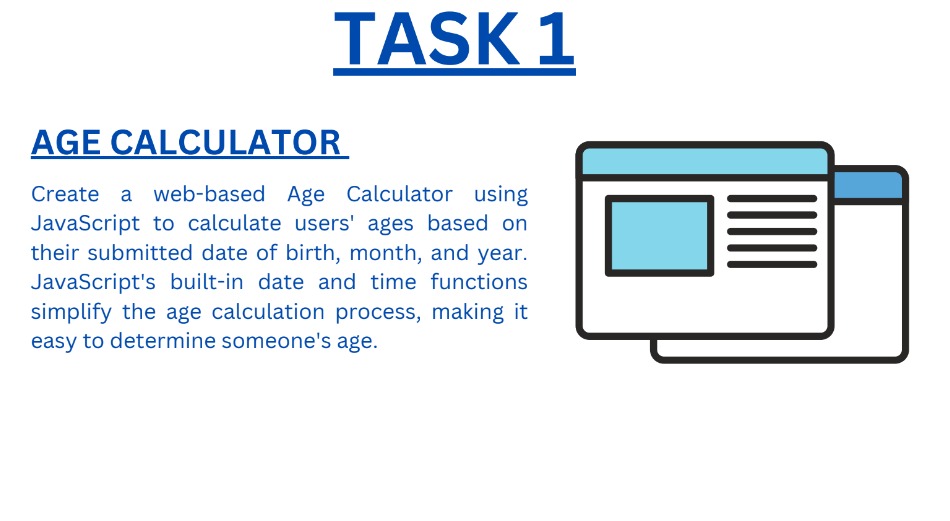 TASK 1
AGE CALCULATOR
Create a web-based Age Calculator using
JavaScript to calculate users' ages based on
their submitted date of birth, month, and year.
JavaScript's built-in date and time functions
simplify the age calculation process, making it
easy to determine someone's age.